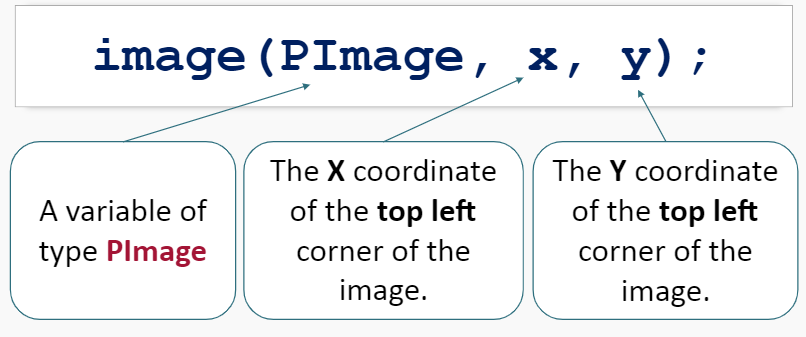 image(PImage, x, y);
A variable of
type PImage
The X coordinate
of the top left
corner of the
image.
The Y coordinate
of the top left
corner of the
image.